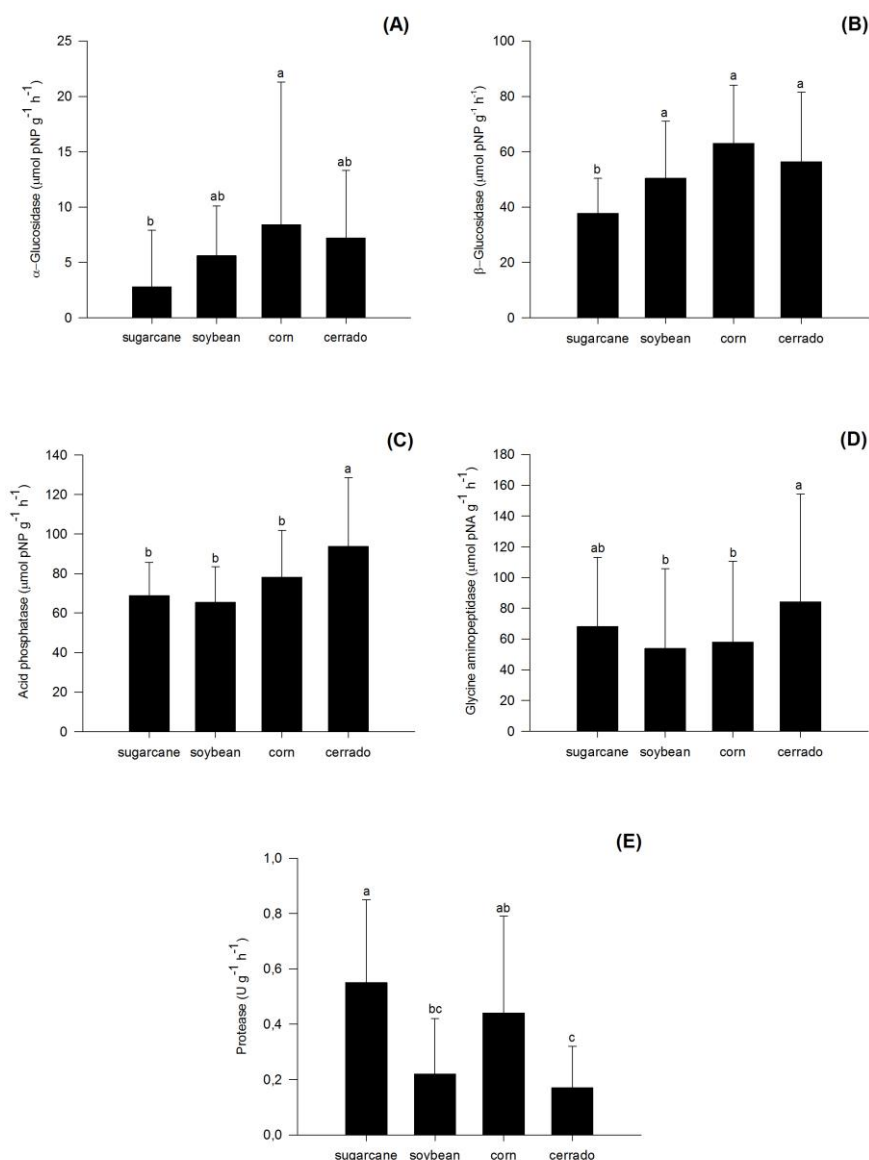 (A)
α−Glucosidase (μmol pNP g⁻¹ h⁻¹)
25
20
15
10
5
0
b
ab
a
ab
sugarcane soybean corn cerrado
(B)
β−Glucosidase (μmol pNP g⁻¹ h⁻¹)
100
80
60
40
20
0
b
a
a
a
sugarcane soybean corn cerrado
(C)
Acid phosphatase (μmol pNP g⁻¹ h⁻¹)
140
120
100
80
60
40
20
0
b
b
b
a
sugarcane soybean corn cerrado
(D)
Glycine aminopeptidase (μmol pNA g⁻¹ h⁻¹)
180
160
140
120
100
80
60
40
20
0
ab
b
b
a
sugarcane soybean corn cerrado
(E)
Protease (U g⁻¹ h⁻¹)
1,0
0,8
0,6
0,4
0,2
0,0
a
bc
ab
c
sugarcane soybean corn cerrado